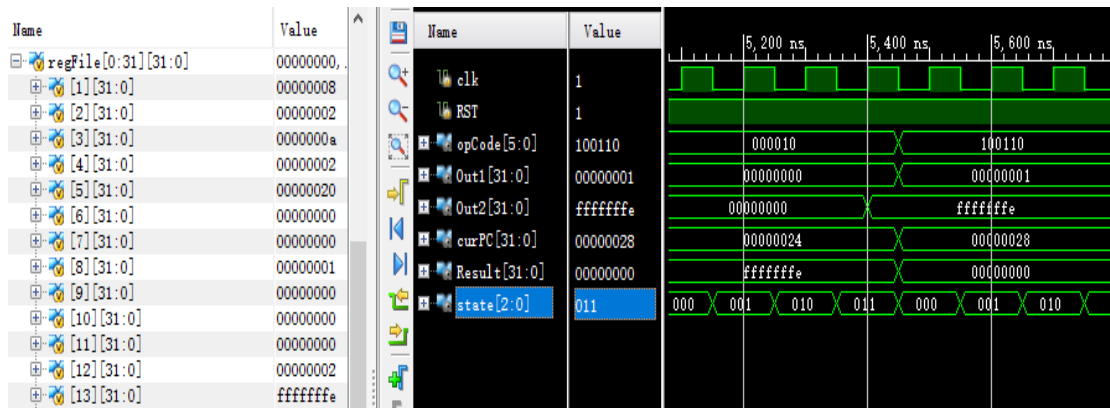 Name Value
regFile[0:31][31:0] 00000000,.
[1][31:0] 00000008
[2][31:0] 00000002
[3][31:0] 0000000a
[4][31:0] 00000002
[5][31:0] 00000020
[6][31:0] 00000000
[7][31:0] 00000000
[8][31:0] 00000001
[9][31:0] 00000000
[10][31:0] 00000000
[11][31:0] 00000000
[12][31:0] 00000002
[13][31:0] fffffffe
Name Value 5,200 ns 5,400 ns 5,600 ns
clk 1
RST 1
opCode[5:0] 100110 000010 100110
Out1[31:0] 00000001 00000000 00000001
Out2[31:0] fffffffe 00000000 fffffffe
curPC[31:0] 00000028 00000024 00000028
Result[31:0] 00000000 fffffffe 00000000
state[2:0] 011 000 001 010 011 000 001 010